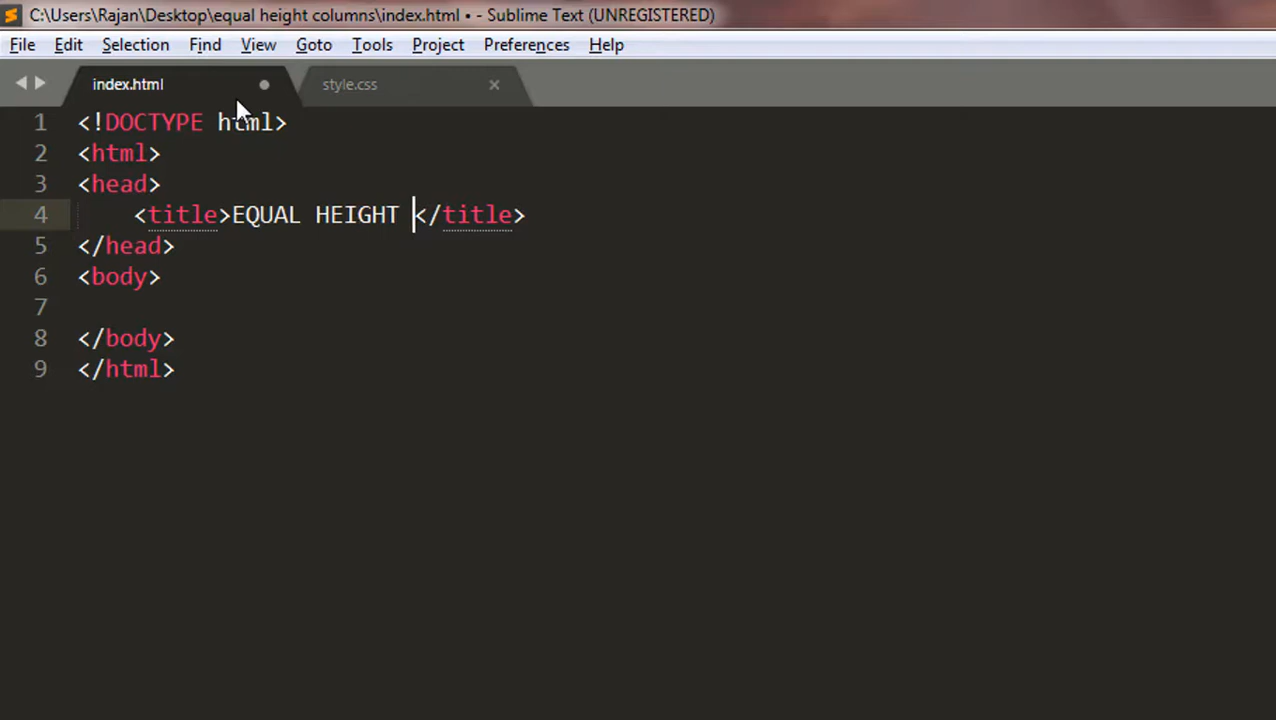 C:\Users\Rajan\Desktop\equal height columns\index.html • - Sublime Text (UNREGISTERED)
File Edit Selection Find View Goto Tools Project Preferences Help
index.html style.css
1 <!DOCTYPE html>
2 <html>
3 <head>
4 <title>EQUAL HEIGHT </title>
5 </head>
6 <body>
7
8 </body>
9 </html>